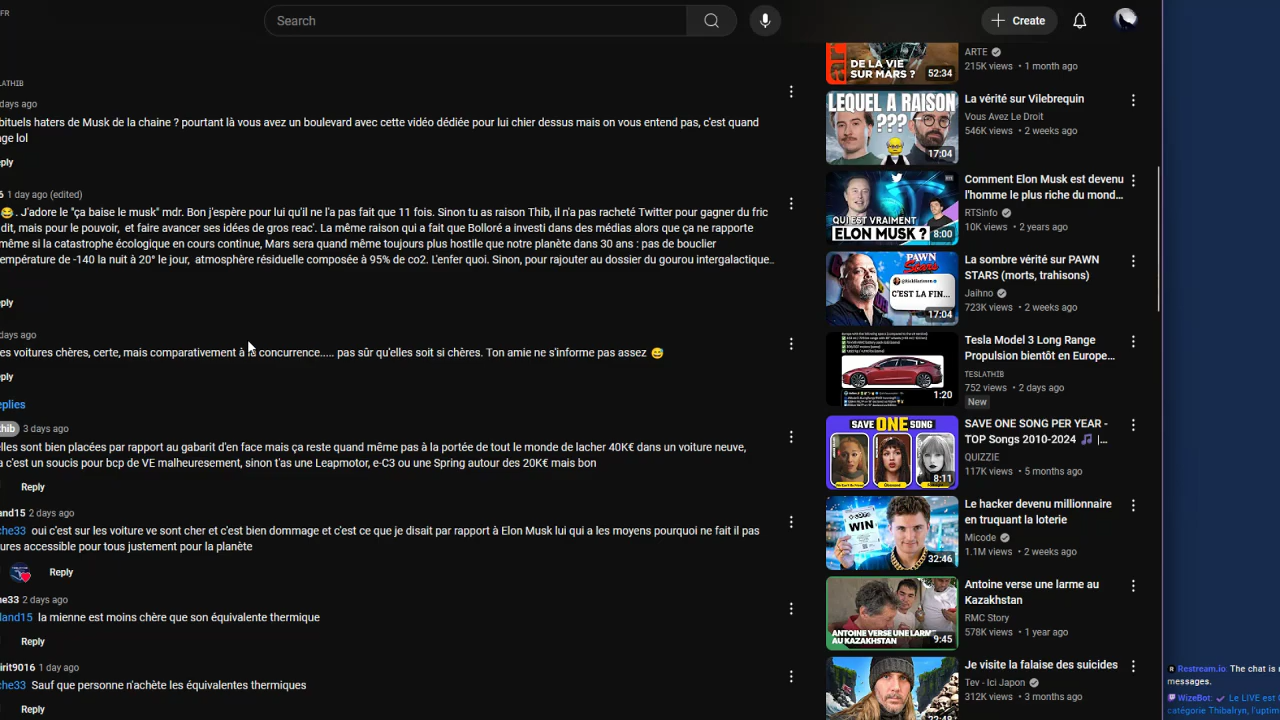 FR
Search
Create
LATHIB
days ago
bituels haters de Musk de la chaine ? pourtant là vous avez un boulevard avec cette vidéo dédiée pour lui chier dessus mais on vous entend pas, c'est quand
nge lol
ply
6 1 day ago (edited)
😂. J'adore le "ça baise le musk" mdr. Bon j'espère pour lui qu'il ne l'a pas fait que 11 fois. Sinon tu as raison Thib, il n'a pas racheté Twitter pour gagner du fric
dit, mais pour le pouvoir, et faire avancer ses idées de gros reac'. La même raison qui a fait que Bolloré a investi dans des médias alors que ça ne rapporte
même si la catastrophe écologique en cours continue, Mars sera quand même toujours plus hostile que notre planète dans 30 ans : pas de bouclier
empérature de -140 la nuit à 20° le jour, atmosphère résiduelle composée à 95% de co2. L'enfer quoi. Sinon, pour rajouter au dossier du gourou intergalactique..
ply
days ago
es voitures chères, certe, mais comparativement à la concurrence..... pas sûr qu'elles soit si chères. Ton amie ne s'informe pas assez 😅
eplies
thib 3 days ago
elles sont bien placées par rapport au gabarit d'en face mais ça reste quand même pas à la potée de tout le monde de lacher 40K€ dans un voiture neuve,
a c'est un soucis pour bcp de VE malheuresement, sinon t'as une Leapmotor, e-C3 ou une Spring autour des 20K€ mais bon
Reply
and15 2 days ago
che33 oui c'est sur les voiture sont cher et c'est bien dommage et c'est ce que je disait par rapport à Elon Musk lui qui a les moyens pourquoi ne fait il pas
ures accessible pour tous justement pour la planète
Reply
he33 2 days ago
land15 la mienne est moins chère que son équivalente thermique
Reply
irit9016 1 day ago
che33 Sauf que personne n'achète les équivalentes thermiques
Reply
DE LA VIE
SUR MARS ?
52:34
ARTE
215K views • 1 month ago
LEQUEL A RAISON
???
17:04
La vérité sur Vilebrequin
Vous Avez Le Droit
546K views • 2 weeks ago
QUI EST VRAIMENT
ELON MUSK ?
8:00
Comment Elon Musk est devenu
l'homme le plus riche du mond...
RTSinfo
10K views • 2 years ago
PAWN
Stars
C'EST LA FIN...
17:04
La sombre vérité sur PAWN
STARS (morts, trahisons)
Jaihno
723K views • 2 weeks ago
1:20
Tesla Model 3 Long Range
Propulsion bientôt en Europe...
TESLATHIB
752 views • 2 days ago
New
SAVE ONE SONG
8:11
SAVE ONE SONG PER YEAR -
TOP Songs 2010-2024 🎵 |...
QUIZZIE
117K views • 5 months ago
WIN
32:46
Le hacker devenu millionnaire
en truquant la loterie
Micode
1.1M views • 2 weeks ago
ANTOINE VERSE UNE LARME
AU KAZAKHSTAN
9:45
Antoine verse une larme au
Kazakhstan
RMC Story
578K views • 1 year ago
22:48
Je visite la falaise des suicides
Tev - Ici Japon
312K views • 3 months ago
Restream.io: The chat is
messages.
WizeBot: Le LIVE est
catégorie Thibalryn, l'uptim